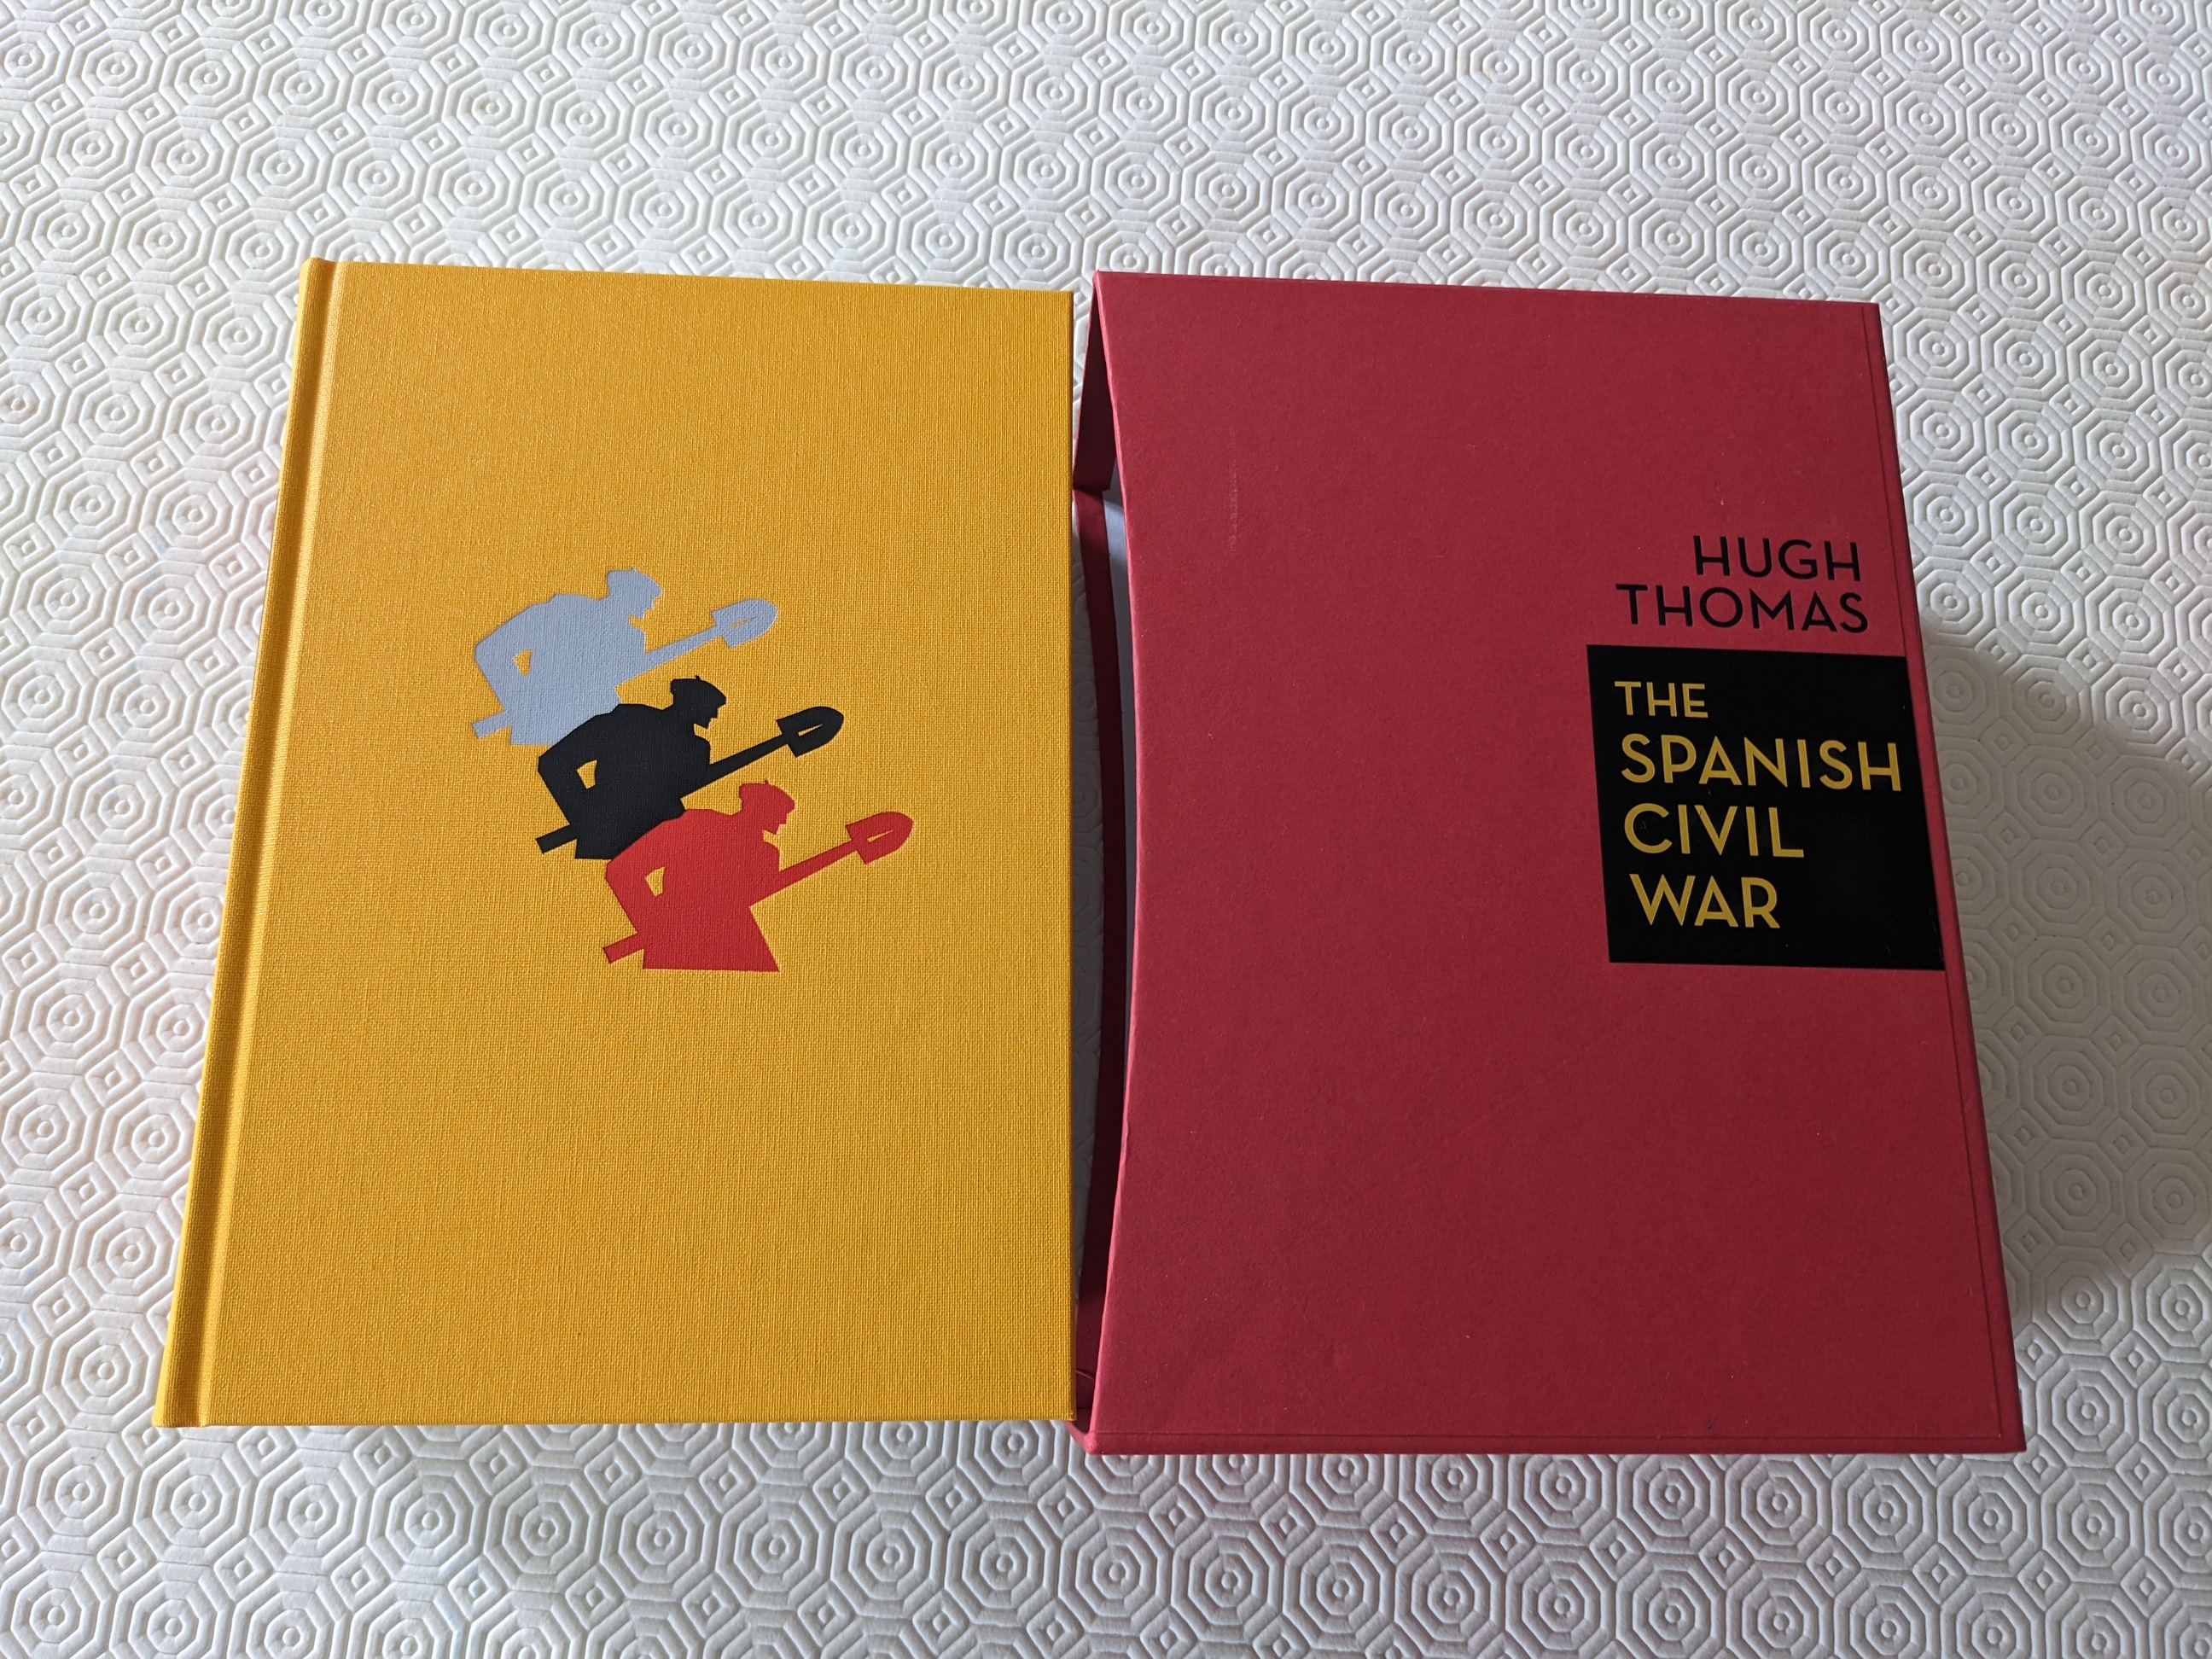 HUGH
THOMAS
THE
SPANISH
CIVIL
WAR